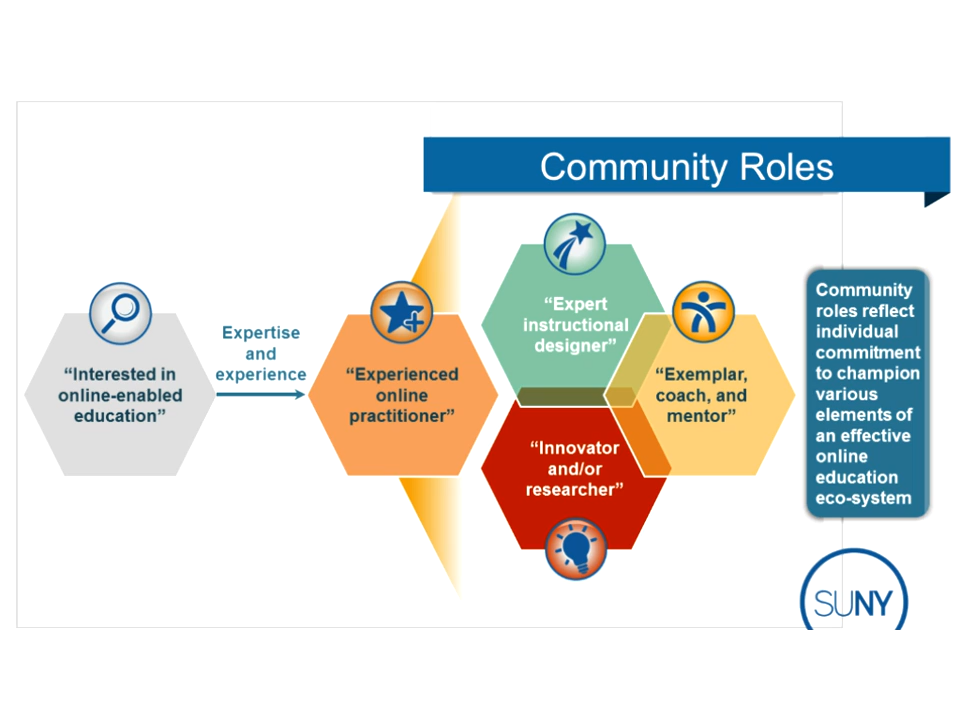 Community Roles
“Interested in
online-enabled
education”
Expertise
and
experience
“Experienced
online
practitioner”
“Expert
instructional
designer”
“Exemplar,
coach, and
mentor”
“Innovator
and/or
researcher”
Community
roles reflect
individual
commitment
to champion
various
elements of
an effective
online
education
eco-system
SUNY